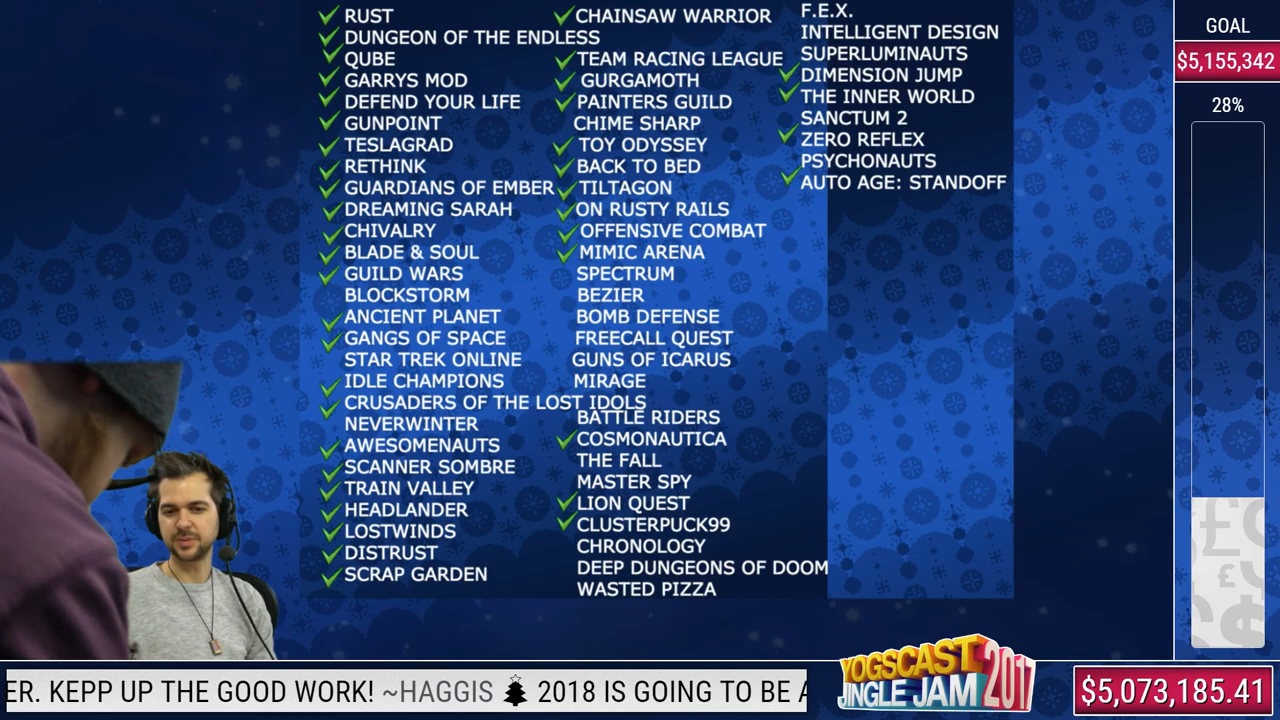 RUST
DUNGEON OF THE ENDLESS
QUBE
GARRYS MOD
DEFEND YOUR LIFE
GUNPOINT
TESLAGRAD
RETHINK
GUARDIANS OF EMBER
DREAMING SARAH
CHIVALRY
BLADE & SOUL
GUILD WARS
BLOCKSTORM
ANCIENT PLANET
GANGS OF SPACE
STAR TREK ONLINE
IDLE CHAMPIONS
CRUSADERS OF THE LOST IDOLS
NEVERWINTER
AWESOMENAUTS
SCANNER SOMBRE
TRAIN VALLEY
HEADLANDER
LOSTWINDS
DISTRUST
SCRAP GARDEN
CHAINSAW WARRIOR
TEAM RACING LEAGUE
GURGAMOTH
PAINTERS GUILD
CHIME SHARP
TOY ODYSSEY
BACK TO BED
TILTAGON
ON RUSTY RAILS
OFFENSIVE COMBAT
MIMIC ARENA
SPECTRUM
BEZIER
BOMB DEFENSE
FREECALL QUEST
GUNS OF ICARUS
MIRAGE
BATTLE RIDERS
COSMONAUTICA
THE FALL
MASTER SPY
LION QUEST
CLUSTERPUCK99
CHRONOLOGY
DEEP DUNGEONS OF DOOM
WASTED PIZZA
F.E.X.
INTELLIGENT DESIGN
SUPERLUMINAUTS
DIMENSION JUMP
THE INNER WORLD
SANCTUM 2
ZERO REFLEX
PSYCHONAUTS
AUTO AGE: STANDOFF
GOAL
$5,155,342
28%
ER. KEPP UP THE GOOD WORK! ~HAGGIS 2018 IS GOING TO BE A
YOGSCAST
JINGLE JAM 2017
$5,073,185.41